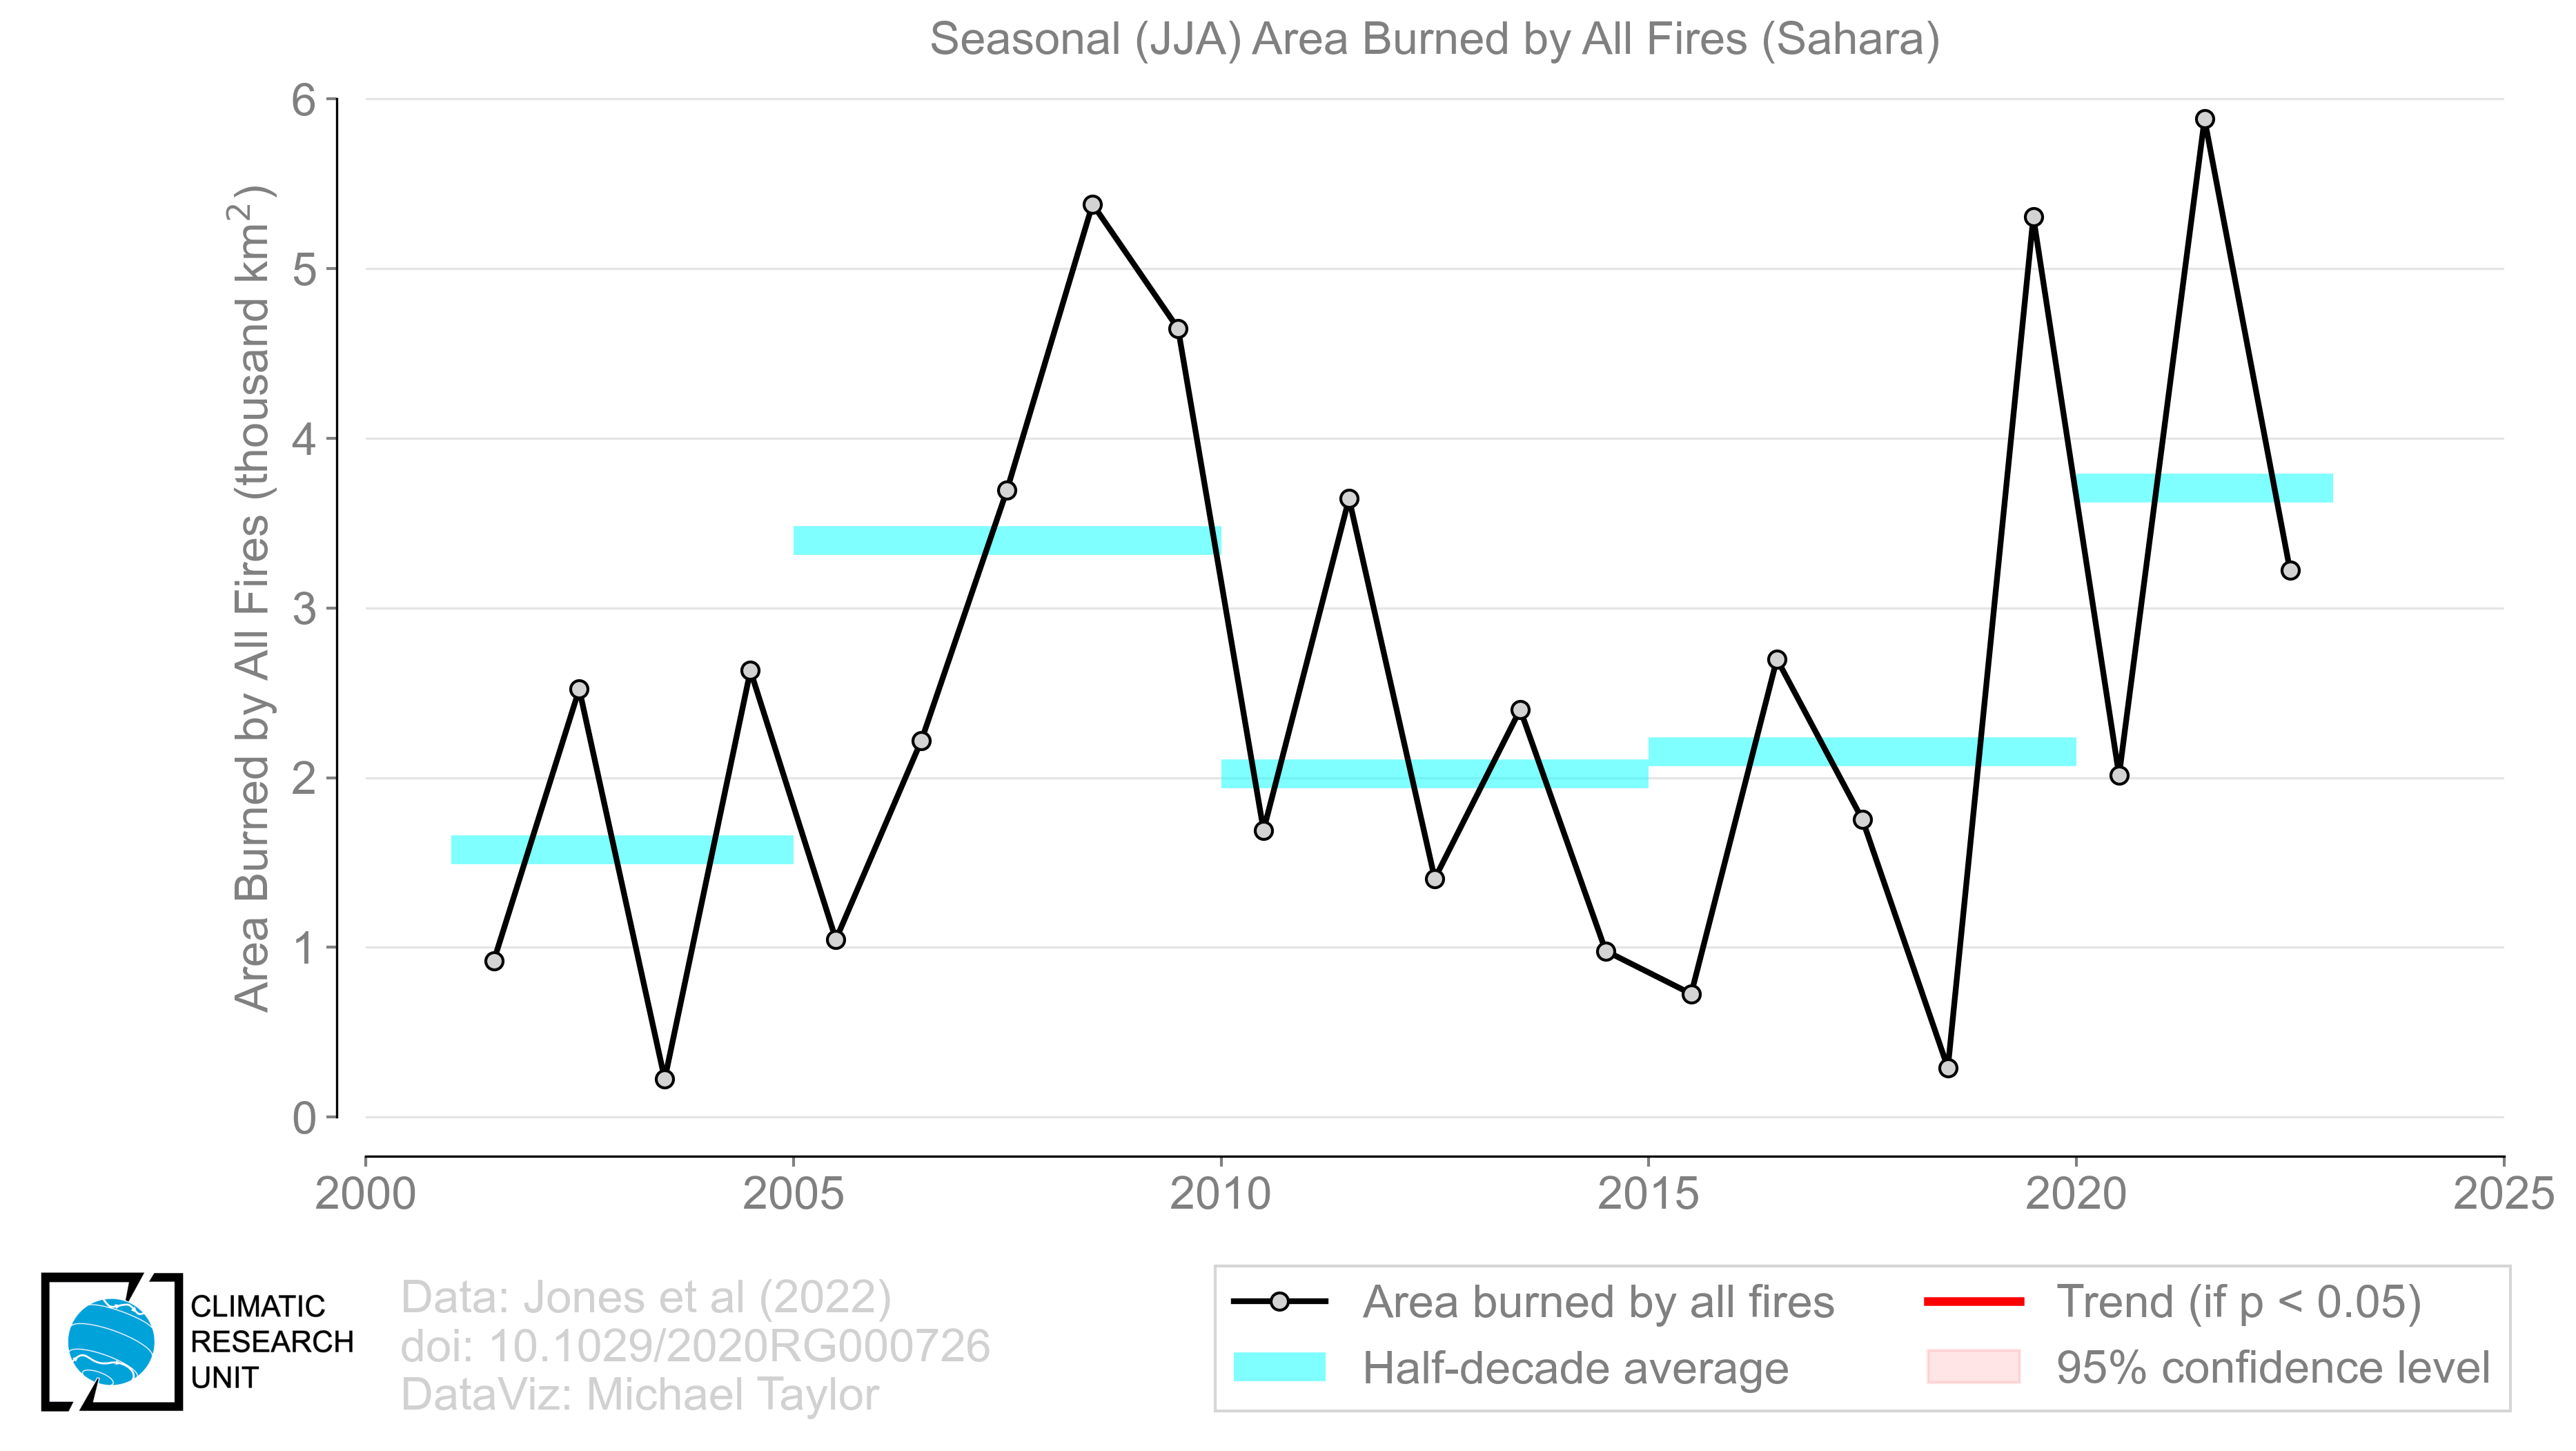 Seasonal (JJA) Area Burned by All Fires (Sahara)
Area Burned by All Fires (thousand km²)
6
5
4
3
2
1
0
2000 2005 2010 2015 2020 2025
CLIMATIC
RESEARCH
UNIT
Data: Jones et al (2022)
doi: 10.1029/2020RG000726
DataViz: Michael Taylor
Area burned by all fires
Half-decade average
Trend (if p < 0.05)
95% confidence level